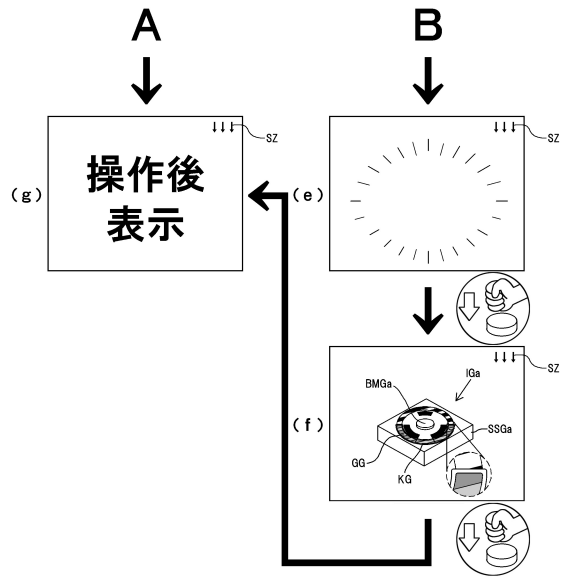 A
B
SZ
SZ
(g)
操作後
表示
(e)
SZ
BMGa
IGa
(f)
SSGa
GG
KG